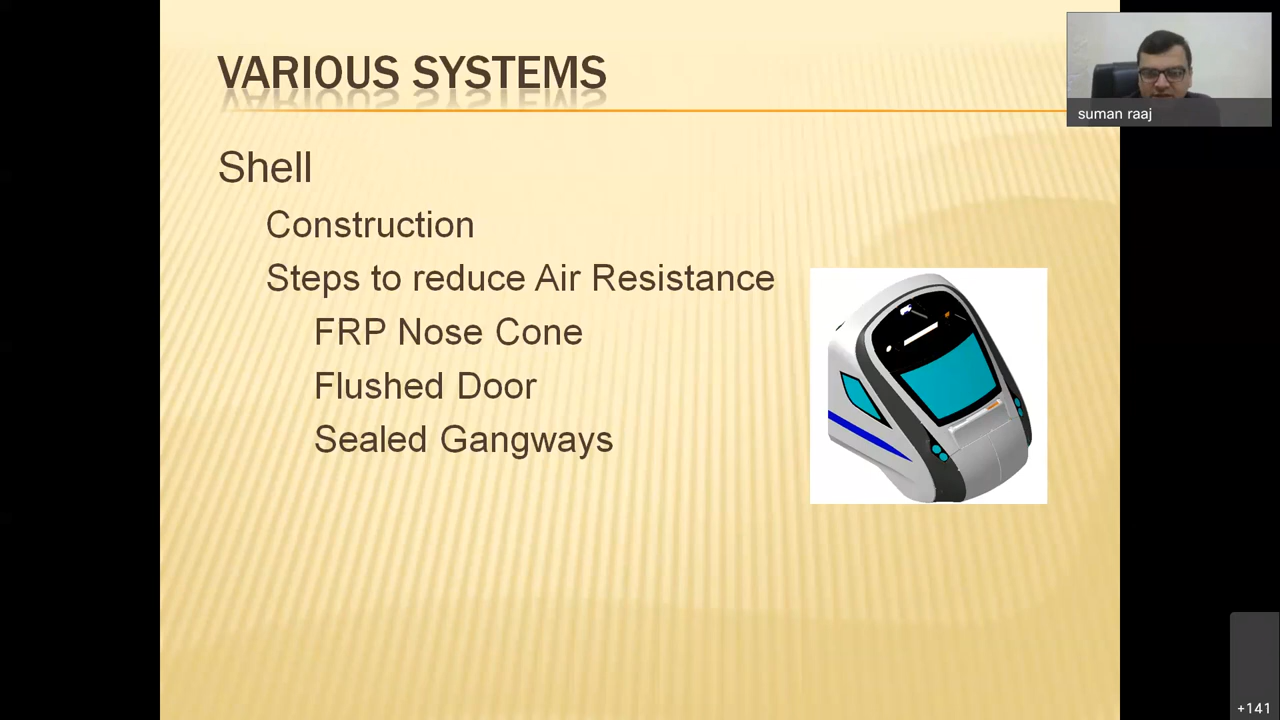 VARIOUS SYSTEMS
suman raaj
Shell
Construction
Steps to reduce Air Resistance
FRP Nose Cone
Flushed Door
Sealed Gangways
+141